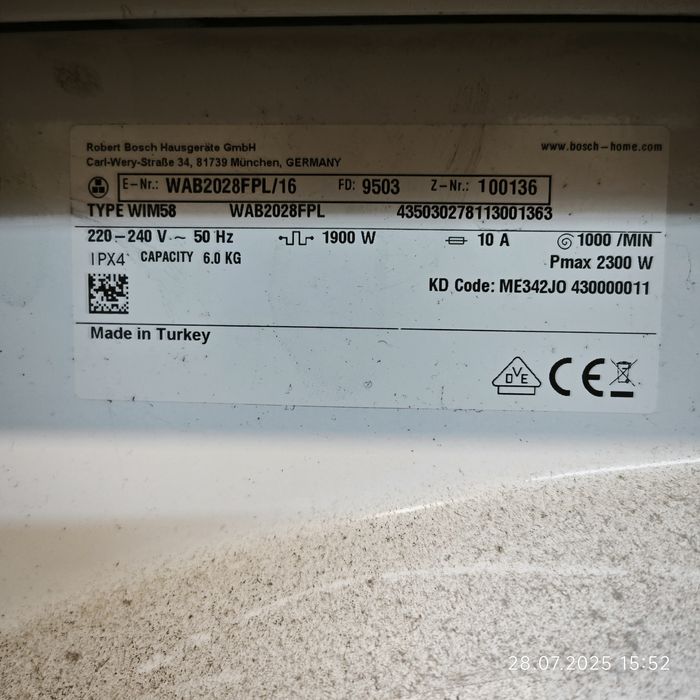 Robert Bosch Hausgeräte GmbH
www.bosch-home.com
Carl-Wery-Straße 34, 81739 München, GERMANY
E-Nr.: WAB2028FPL/16 FD: 9503 Z-Nr.: 100136
TYPE WIM58 WAB2028FPL 435030278113001363
220-240 V ~ 50 Hz 1900 W 10 A 1000 /MIN
IPX4 CAPACITY 6.0 KG Pmax 2300 W
KD Code: ME342JO 430000011
Made in Turkey
DVE CE
28.07.2025 15:52